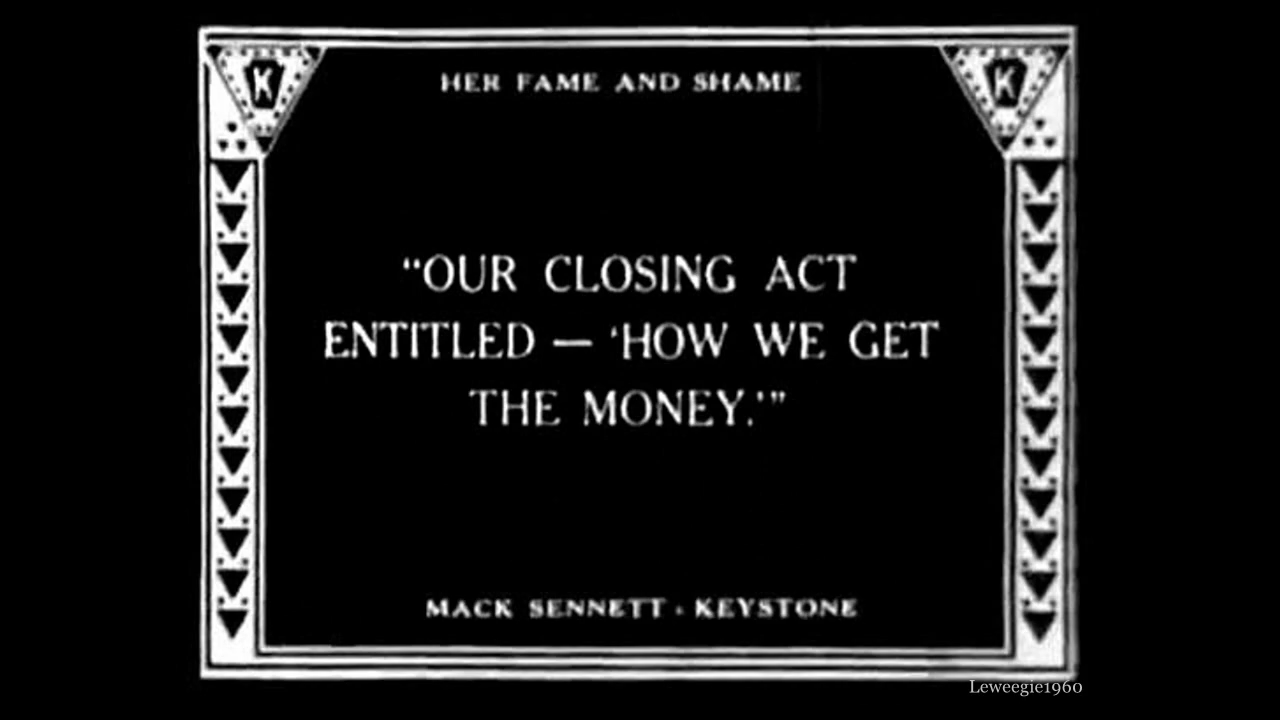 K K
HER FAME AND SHAME
“OUR CLOSING ACT
ENTITLED — ‘HOW WE GET
THE MONEY.’”
MACK SENNETT · KEYSTONE
Leweegie1960